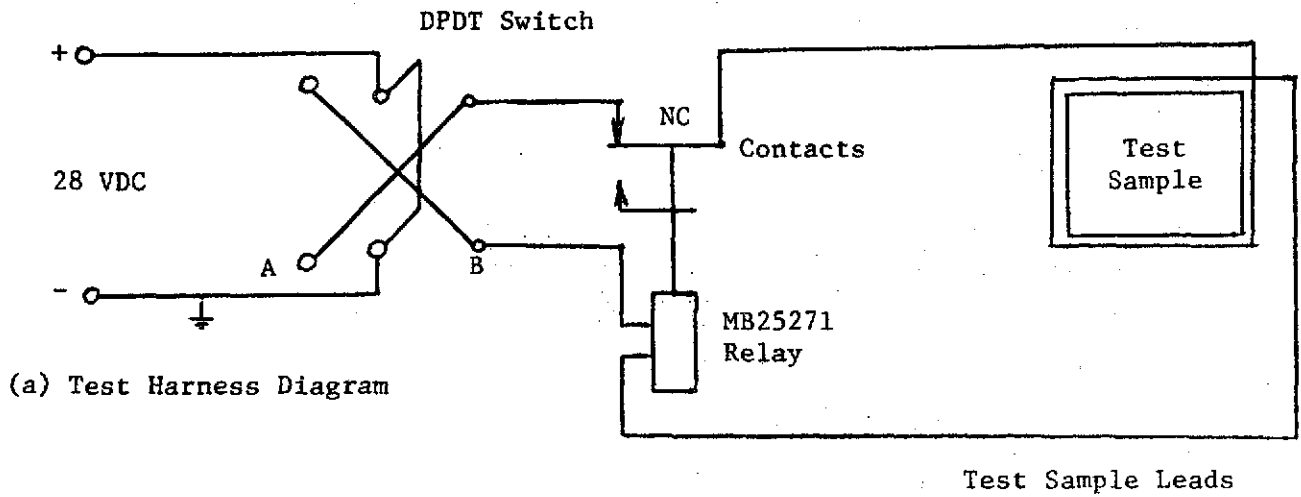 DPDT Switch
+
NC
Contacts
Test
Sample
28 VDC
A
B
-
MB25271
Relay
(a) Test Harness Diagram
Test Sample Leads